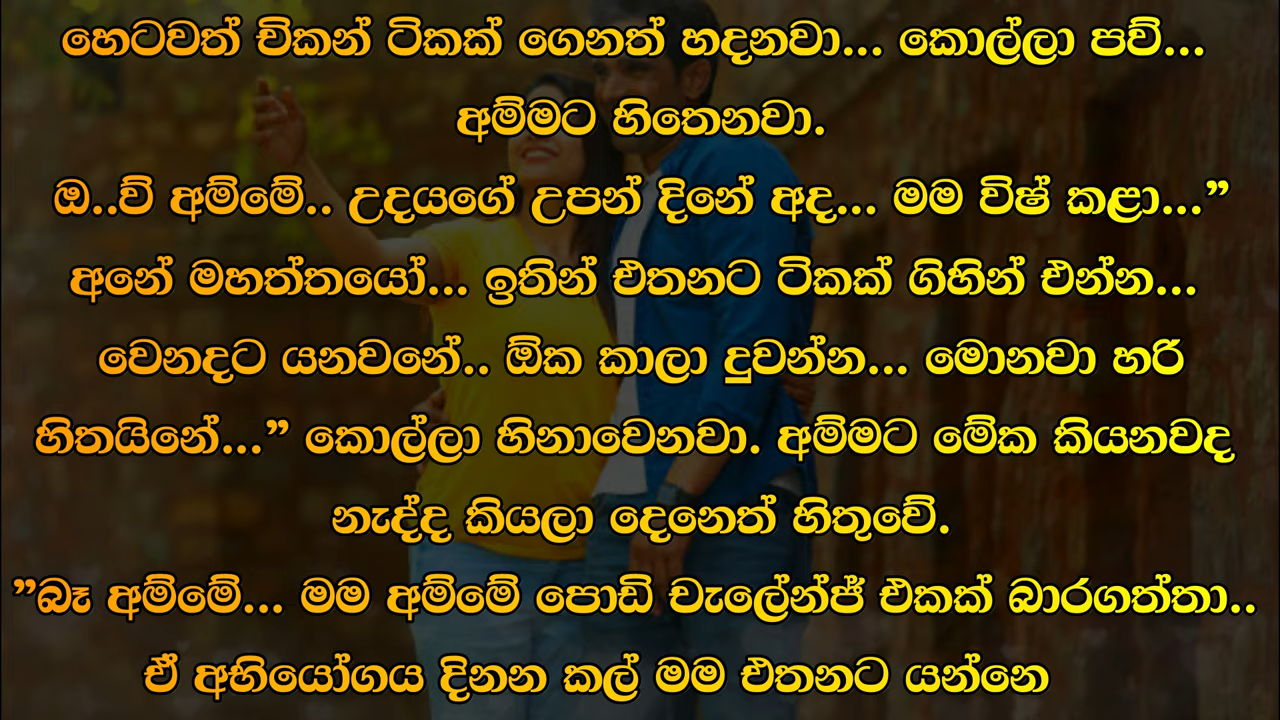 හෙටවත් චිකන් ටිකක් ගෙනත් හදනවා... කොල්ලා පව්...
අම්මට හිතෙනවා.
ඔ..ව් අම්මේ.. උදයගේ උපන් දිනේ අද... මම විෂ් කළා...”
අනේ මහත්තයෝ... ඉතින් එතනට ටිකක් ගිහින් එන්න...
වෙනදට යනවනේ.. ඕක කාලා දුවන්න... මොනවා හරි
හිතයිනේ...” කොල්ලා හිනාවෙනවා. අම්මට මේක කියනවද
නැද්ද කියලා දෙනෙත් හිතුවේ.
”බෑ අම්මේ... මම අම්මේ පොඩි චැලේන්ජ් එකක් බාරගත්තා..
ඒ අභියෝගය දිනන කල් මම එතනට යන්නෙ